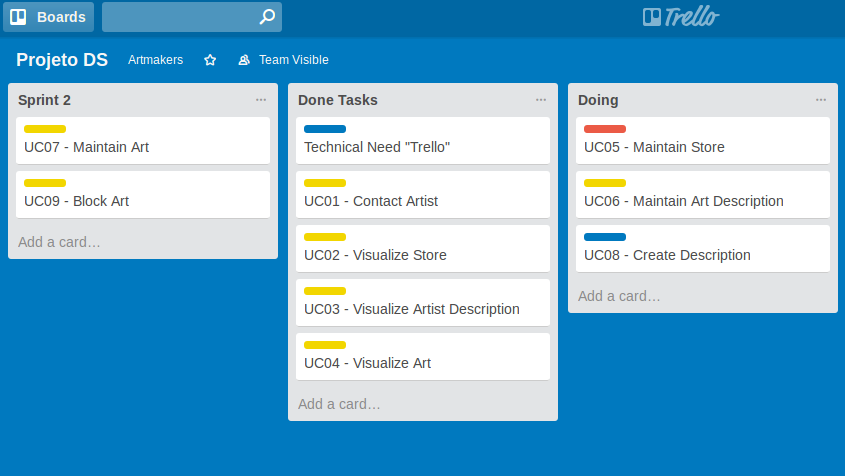 Boards
Trello
Projeto DS Artmakers Team Visible
Sprint 2
UC07 - Maintain Art
UC09 - Block Art
Add a card…
Done Tasks
Technical Need "Trello"
UC01 - Contact Artist
UC02 - Visualize Store
UC03 - Visualize Artist Description
UC04 - Visualize Art
Add a card…
Doing
UC05 - Maintain Store
UC06 - Maintain Art Description
UC08 - Create Description
Add a card…